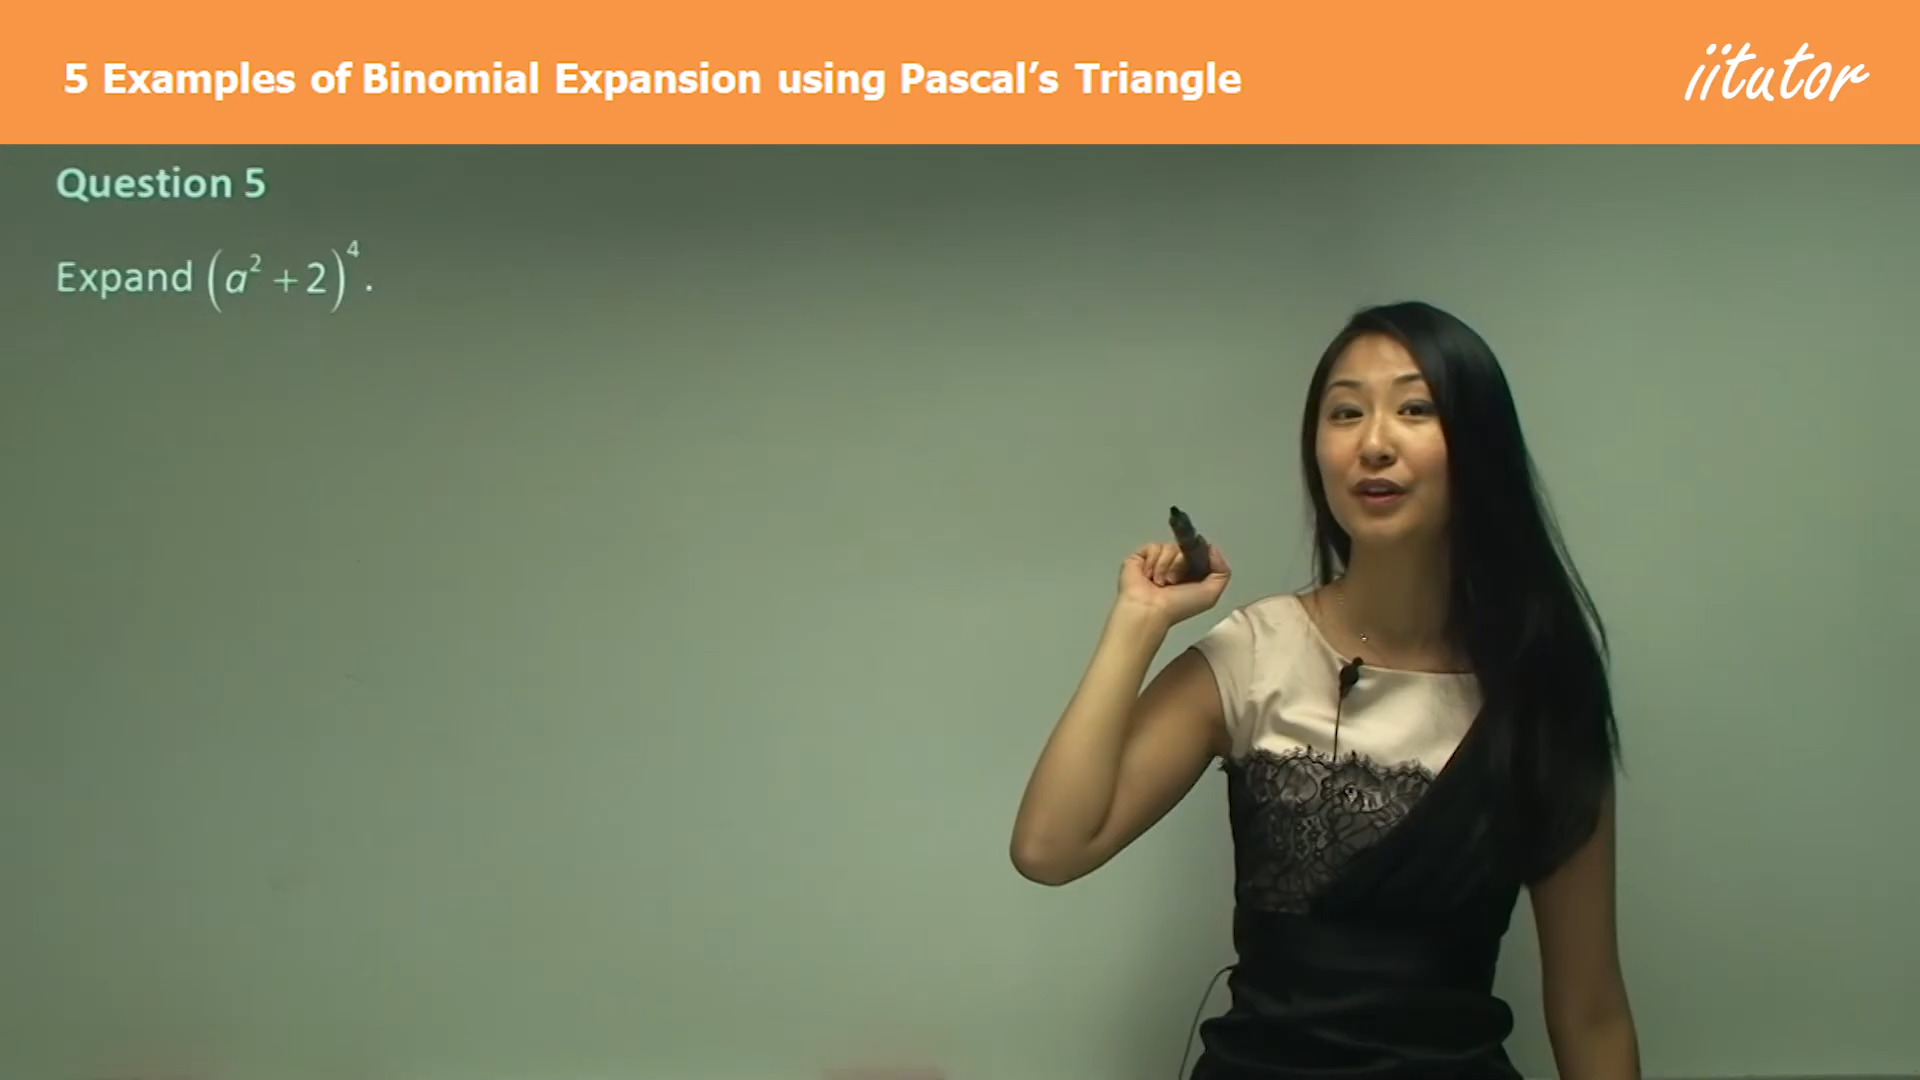 5 Examples of Binomial Expansion using Pascal's Triangle
iitutor
Question 5
Expand (a² + 2)⁴.